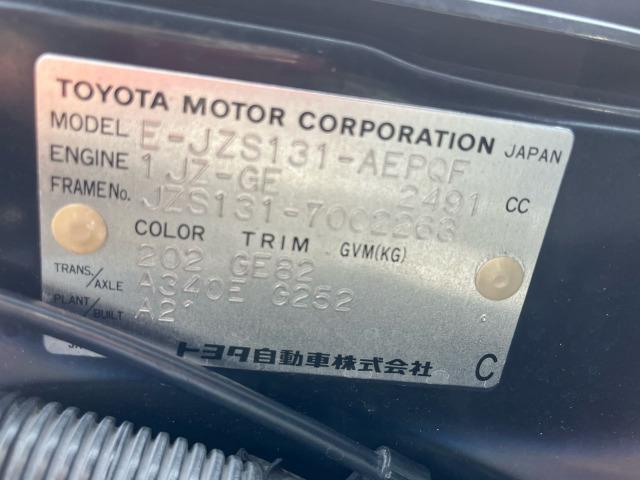 TOYOTA MOTOR CORPORATION JAPAN
MODEL E-JZS131-AEPQF
ENGINE 1JZ-GE 2491 CC
FRAME No. JZS131-7002263
COLOR TRIM GVM(KG)
202 GE82
TRANS./AXLE A340E G252
PLANT/BUILT A2
トヨタ自動車株式会社 C